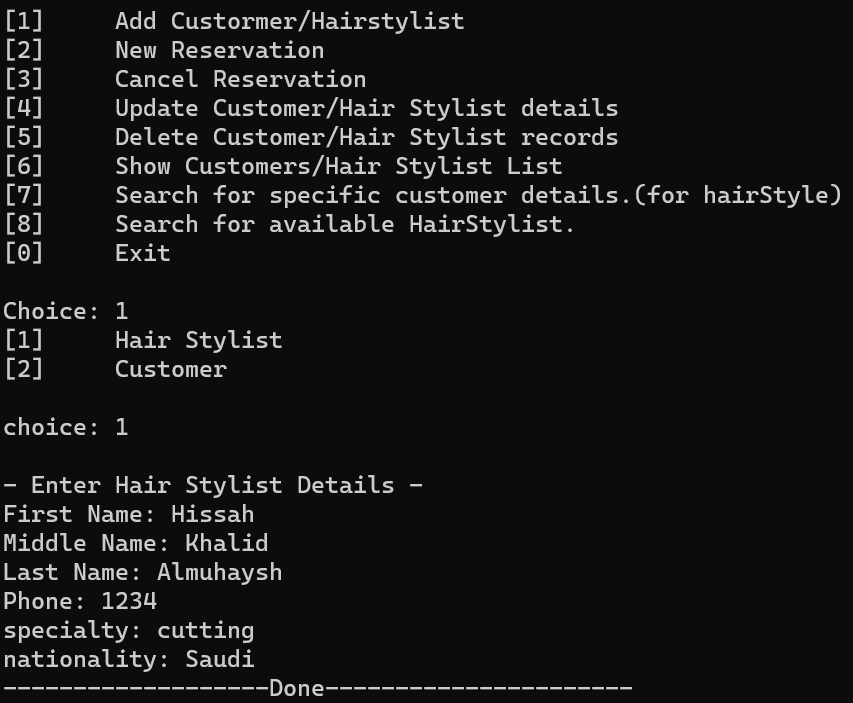 [1]     Add Custormer/Hairstylist
[2]     New Reservation
[3]     Cancel Reservation
[4]     Update Customer/Hair Stylist details
[5]     Delete Customer/Hair Stylist records
[6]     Show Customers/Hair Stylist List
[7]     Search for specific customer details.(for hairStyle)
[8]     Search for available HairStylist.
[0]     Exit
Choice: 1
[1]     Hair Stylist
[2]     Customer
choice: 1
- Enter Hair Stylist Details -
First Name: Hissah
Middle Name: Khalid
Last Name: Almuhaysh
Phone: 1234
specialty: cutting
nationality: Saudi
-------------------Done----------------------